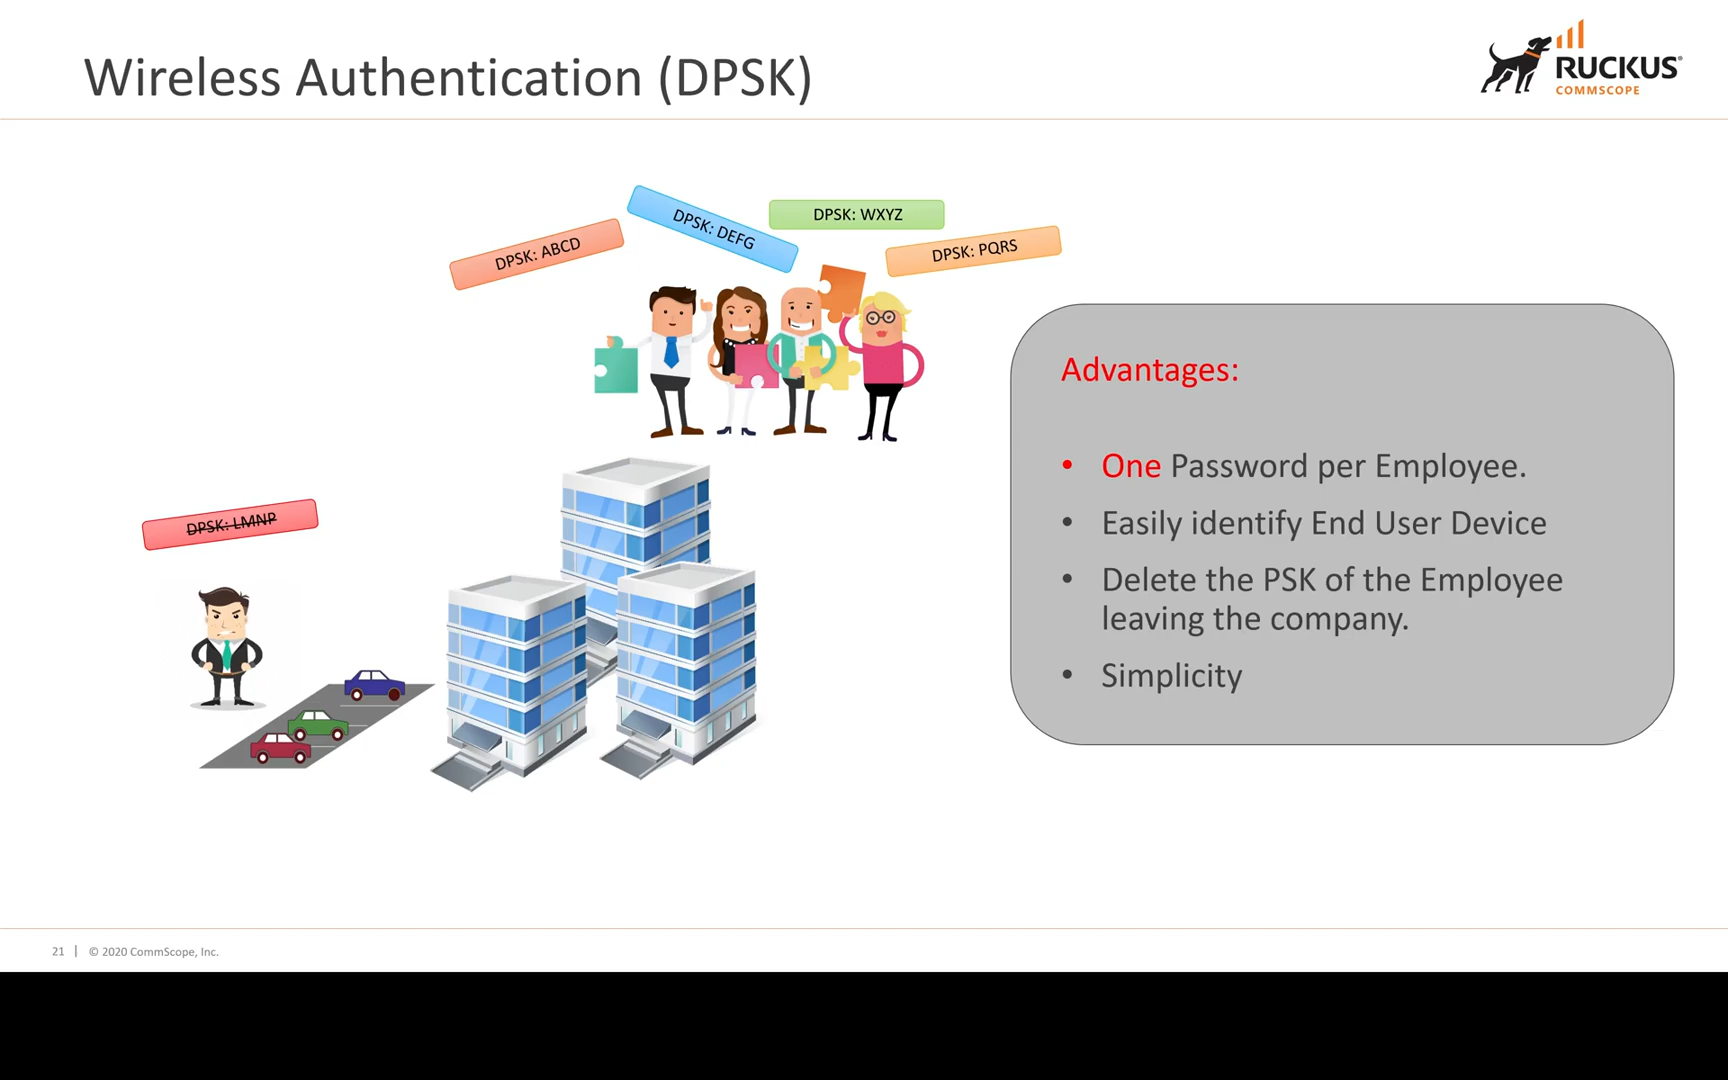 Wireless Authentication (DPSK)
RUCKUS
COMMSCOPE
DPSK: ABCD
DPSK: DEFG
DPSK: WXYZ
DPSK: PQRS
DPSK: LMNP
Advantages:
• One Password per Employee.
• Easily identify End User Device
• Delete the PSK of the Employee
leaving the company.
• Simplicity
21 | © 2020 CommScope, Inc.